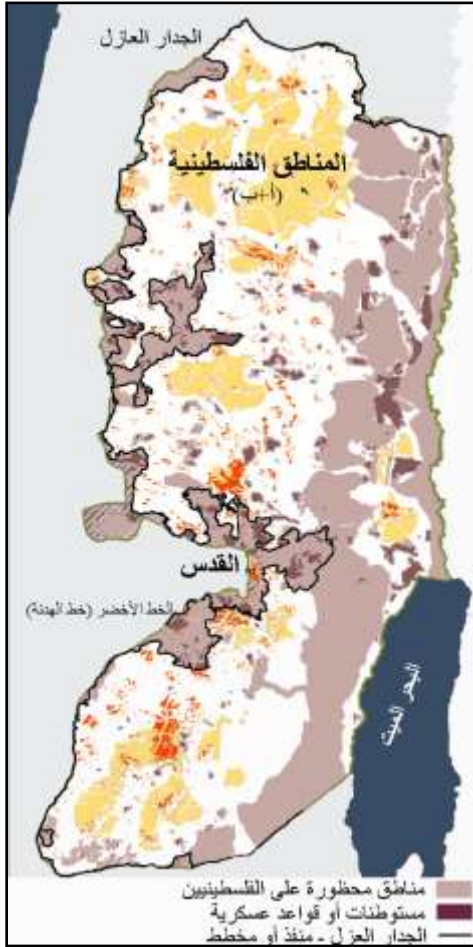 الجدار العازل
المناطق الفلسطينية
(أ+ب)
القدس
الخط الأخضر (خط الهدنة)
البحر الميت
مناطق محظورة على الفلسطينيين
مستوطنات أو قواعد عسكرية
الجدار العزل - منفذ أو مخطط